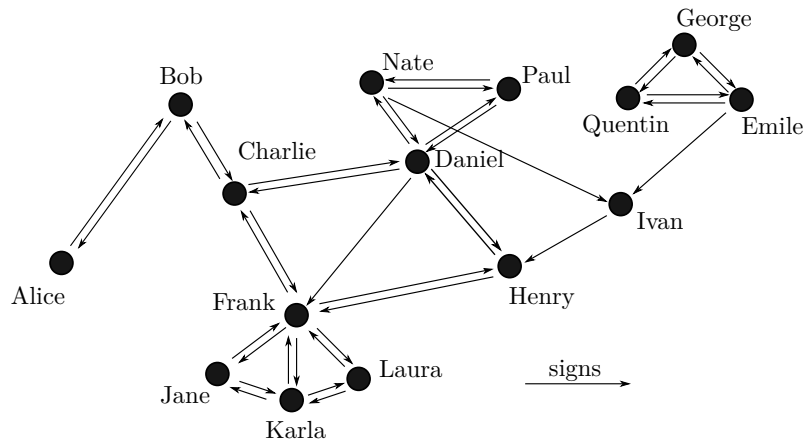 George
Nate
Paul
Bob
Quentin
Emile
Charlie
Daniel
Ivan
Alice
Frank
Henry
Laura
signs
Jane
Karla